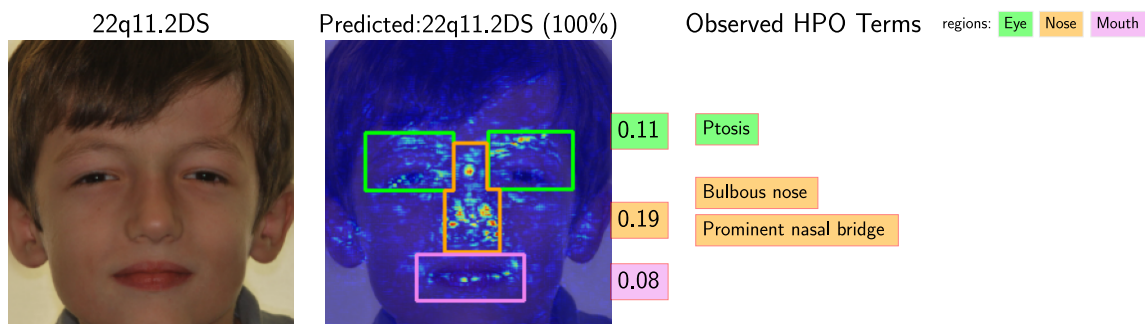 22q11.2DS
Predicted:22q11.2DS (100%)
Observed HPO Terms
regions: Eye Nose Mouth
0.11
Ptosis
Bulbous nose
0.19
Prominent nasal bridge
0.08